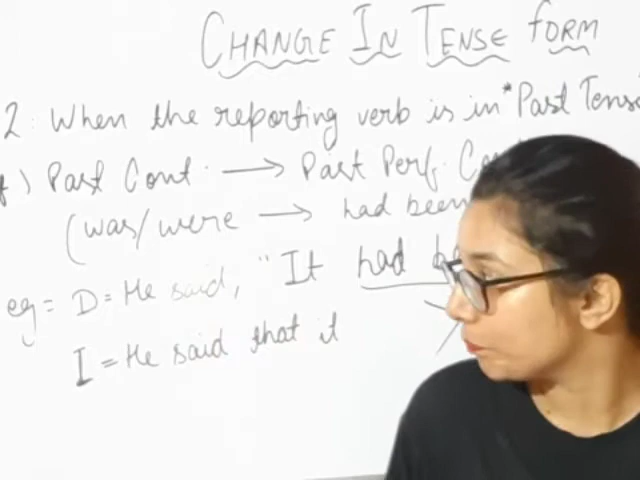 CHANGE IN TENSE FORM
2. When the reporting verb is in "Past Tense"
f) Past Cont. → Past Perf.
(was/were → had been
eg = D = He said, "It had
I = He said that it